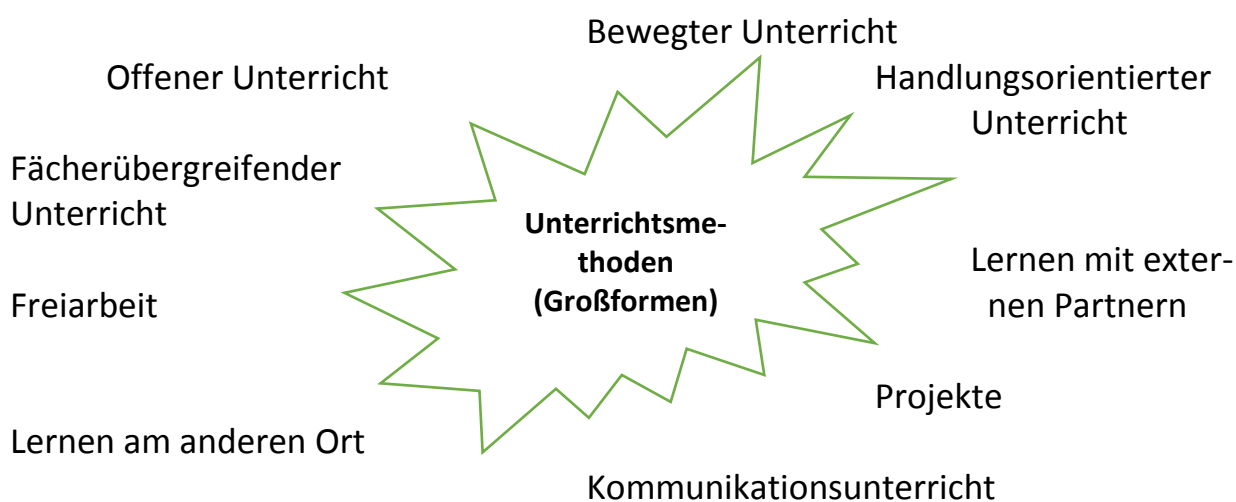 Bewegter Unterricht
Offener Unterricht
Handlungsorientierter
Unterricht
Fächerübergreifender
Unterricht
Unterrichtsme-
thoden
(Großformen)
Lernen mit exter-
nen Partnern
Freiarbeit
Projekte
Lernen am anderen Ort
Kommunikationsunterricht